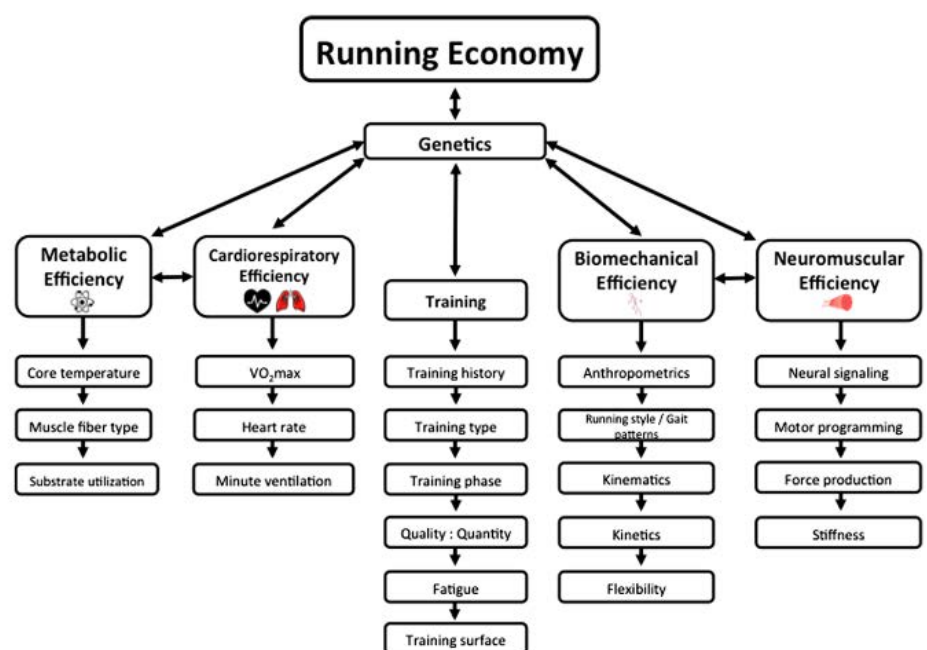 Running Economy
Genetics
Metabolic
Efficiency
Cardiorespiratory
Efficiency
Training
Biomechanical
Efficiency
Neuromuscular
Efficiency
Core temperature
Muscle fiber type
Substrate utilization
VO₂max
Heart rate
Minute ventilation
Training history
Training type
Training phase
Quality : Quantity
Fatigue
Training surface
Anthropometrics
Running style / Gait
patterns
Kinematics
Kinetics
Flexibility
Neural signaling
Motor programming
Force production
Stiffness